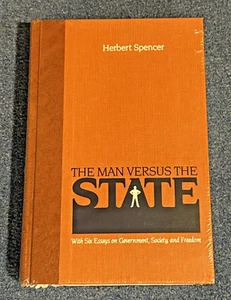 Herbert Spencer
THE MAN VERSUS THE
STATE
With Six Essays on Government, Society and Freedom